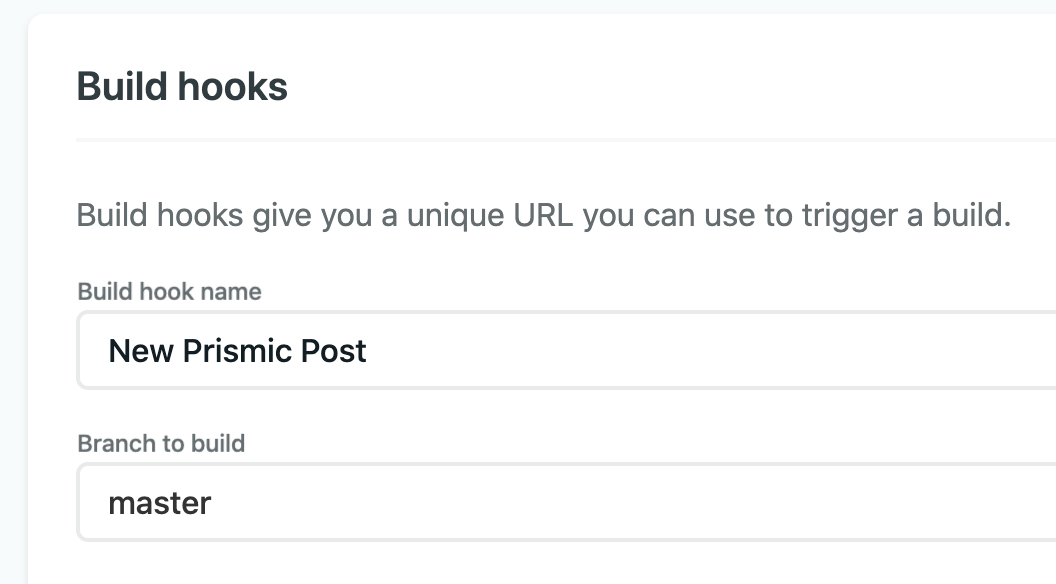 Build hooks
Build hooks give you a unique URL you can use to trigger a build.
Build hook name
New Prismic Post
Branch to build
master